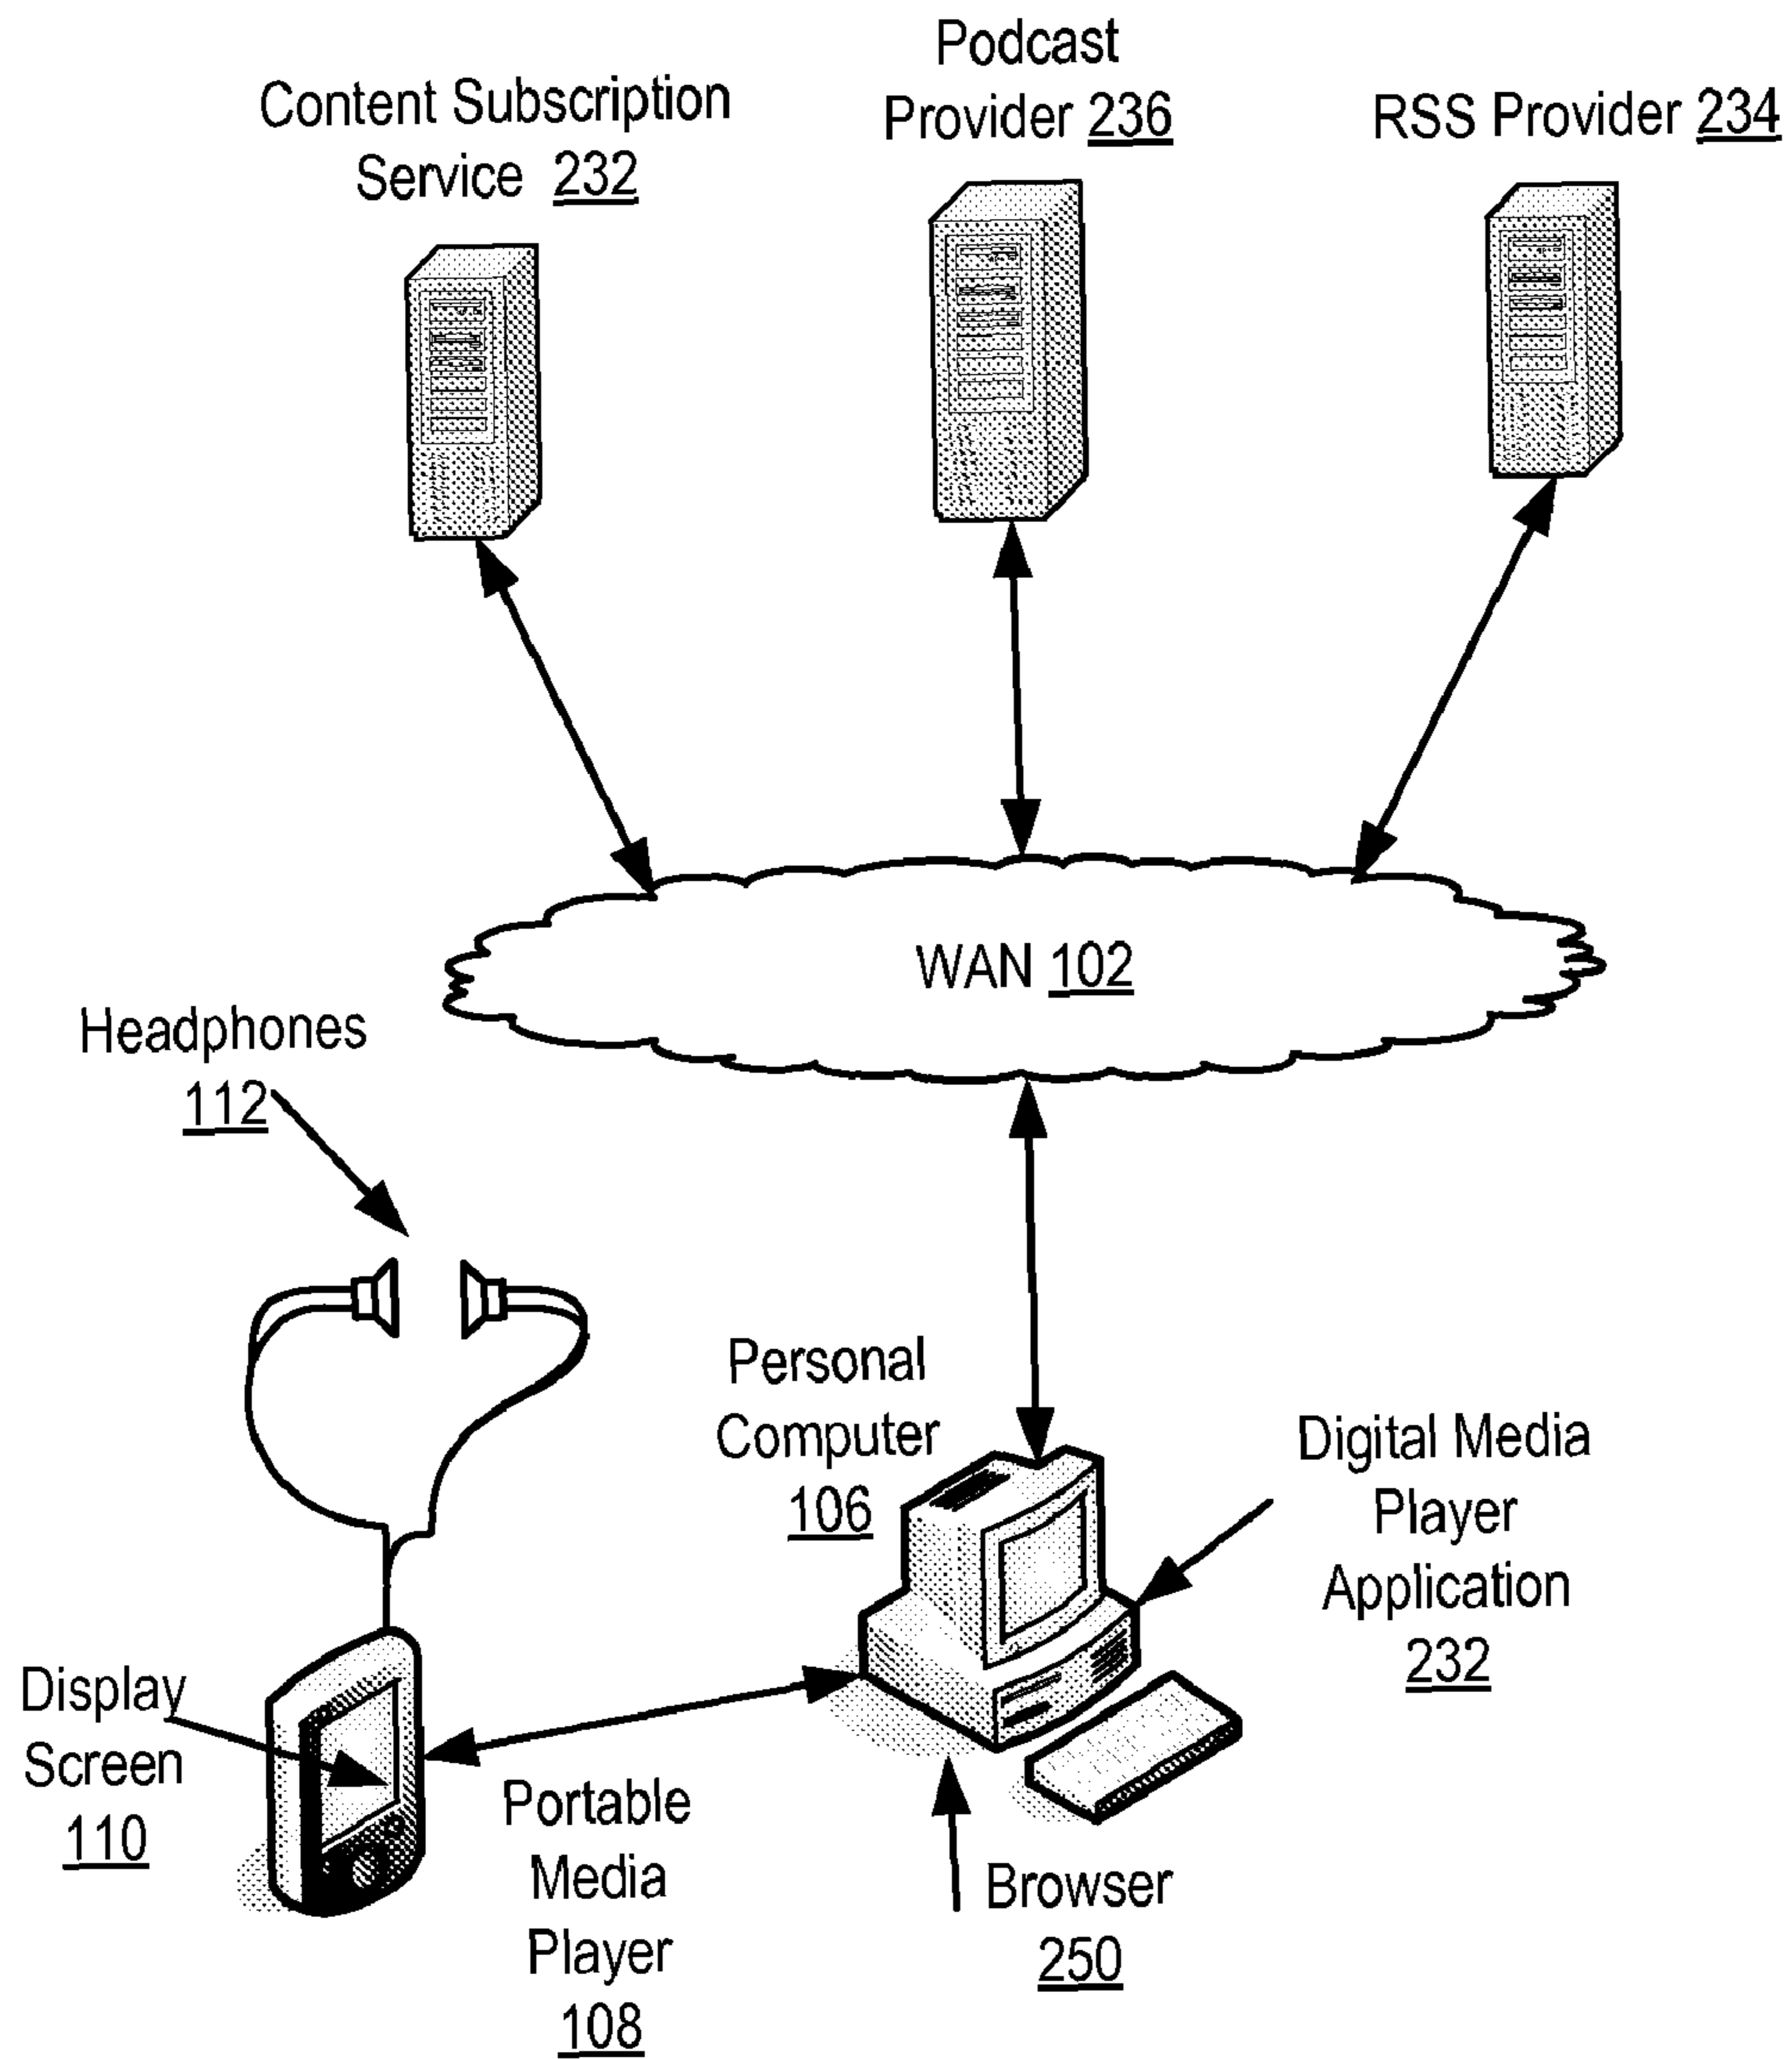 Podcast
Provider 236
Content Subscription
Service 232
RSS Provider 234
WAN 102
Headphones
112
Personal
Computer
106
Digital Media
Player
Application
232
Display
Screen
110
Portable
Media
Player
108
Browser
250